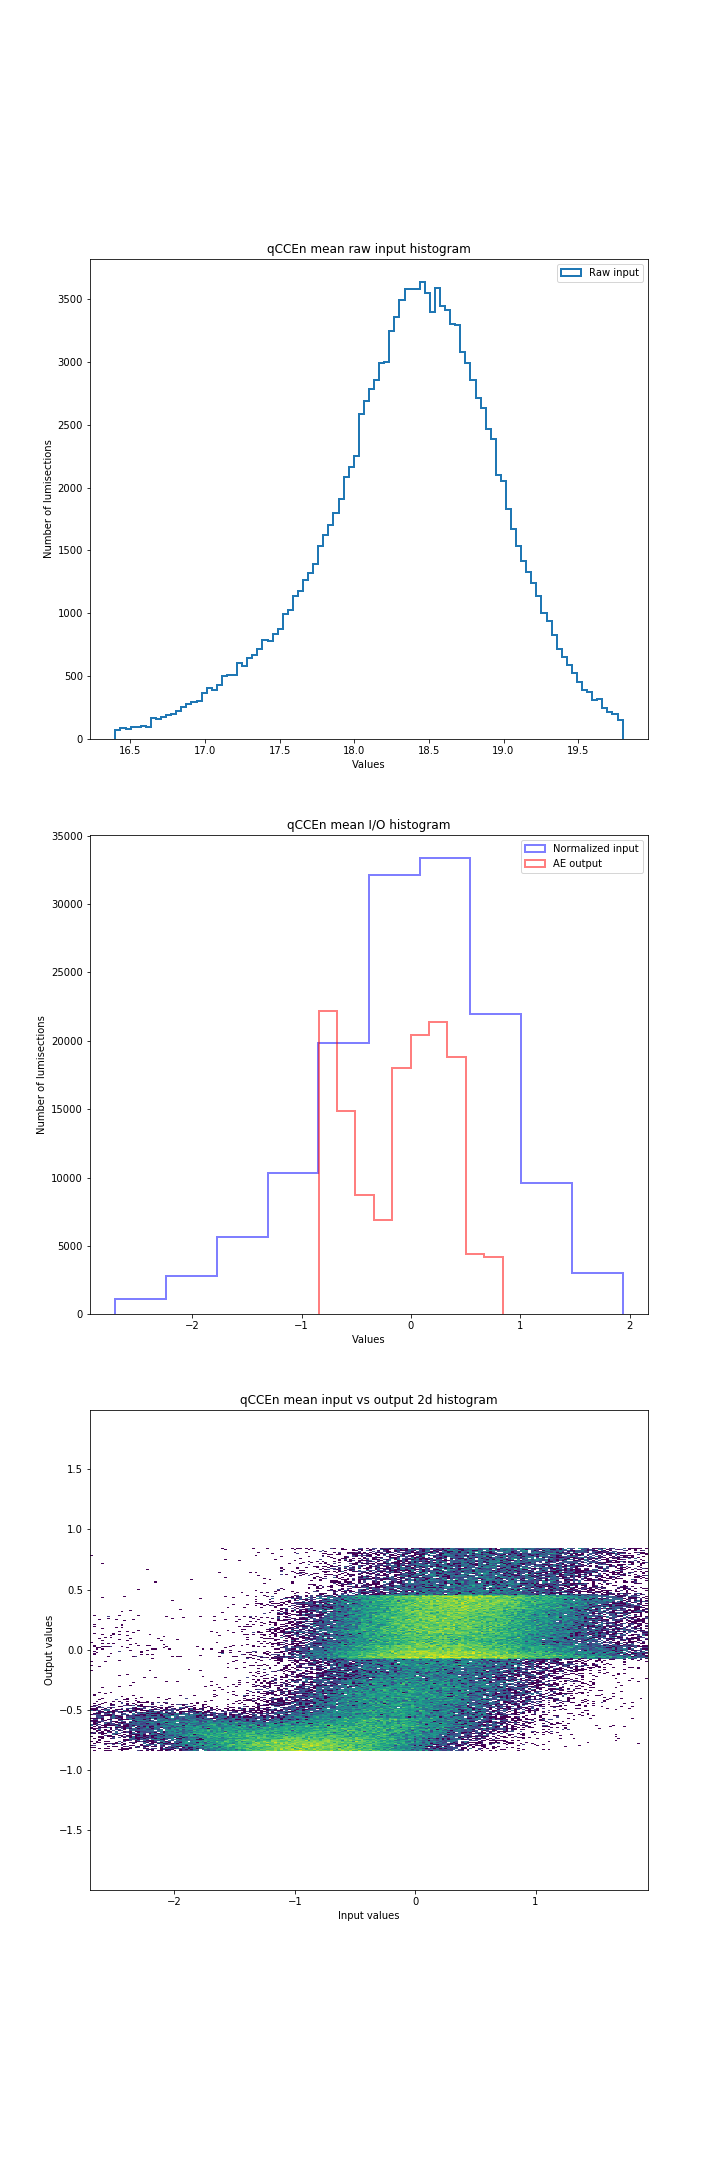 qCCEn mean raw input histogram
Raw input
3500
3000
2500
2000
1500
1000
500
0
Number of lumisections
16.5 17.0 17.5 18.0 18.5 19.0 19.5
Values
qCCEn mean I/O histogram
Normalized input
AE output
35000
30000
25000
20000
15000
10000
5000
0
Number of lumisections
−2 −1 0 1 2
Values
qCCEn mean input vs output 2d histogram
1.5
1.0
0.5
0.0
−0.5
−1.0
−1.5
Output values
−2 −1 0 1
Input values